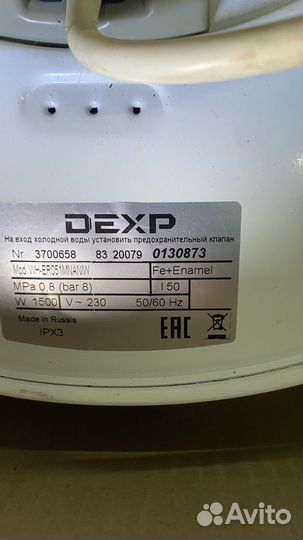 DEXP
На вход холодной воды установить предохранительный клапан
Nr 3700658 83 20079 0130873
Mod. WH-ER051MNANW Fe+Enamel
MPa 0,8 (bar 8) l 50
W 1500 V ~ 230 50/60 Hz
Made in Russia
IPX3
EAC
Avito